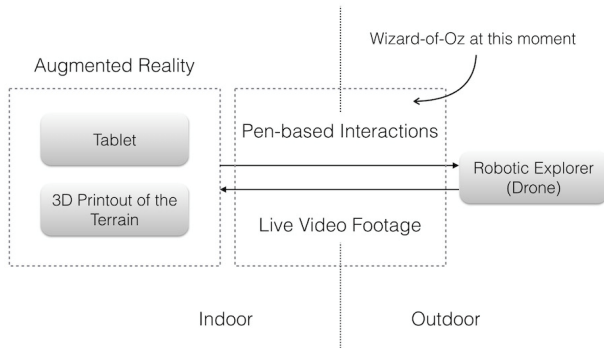 Wizard-of-Oz at this moment
Augmented Reality
Tablet
3D Printout of the
Terrain
Pen-based Interactions
Live Video Footage
Robotic Explorer
(Drone)
Indoor
Outdoor